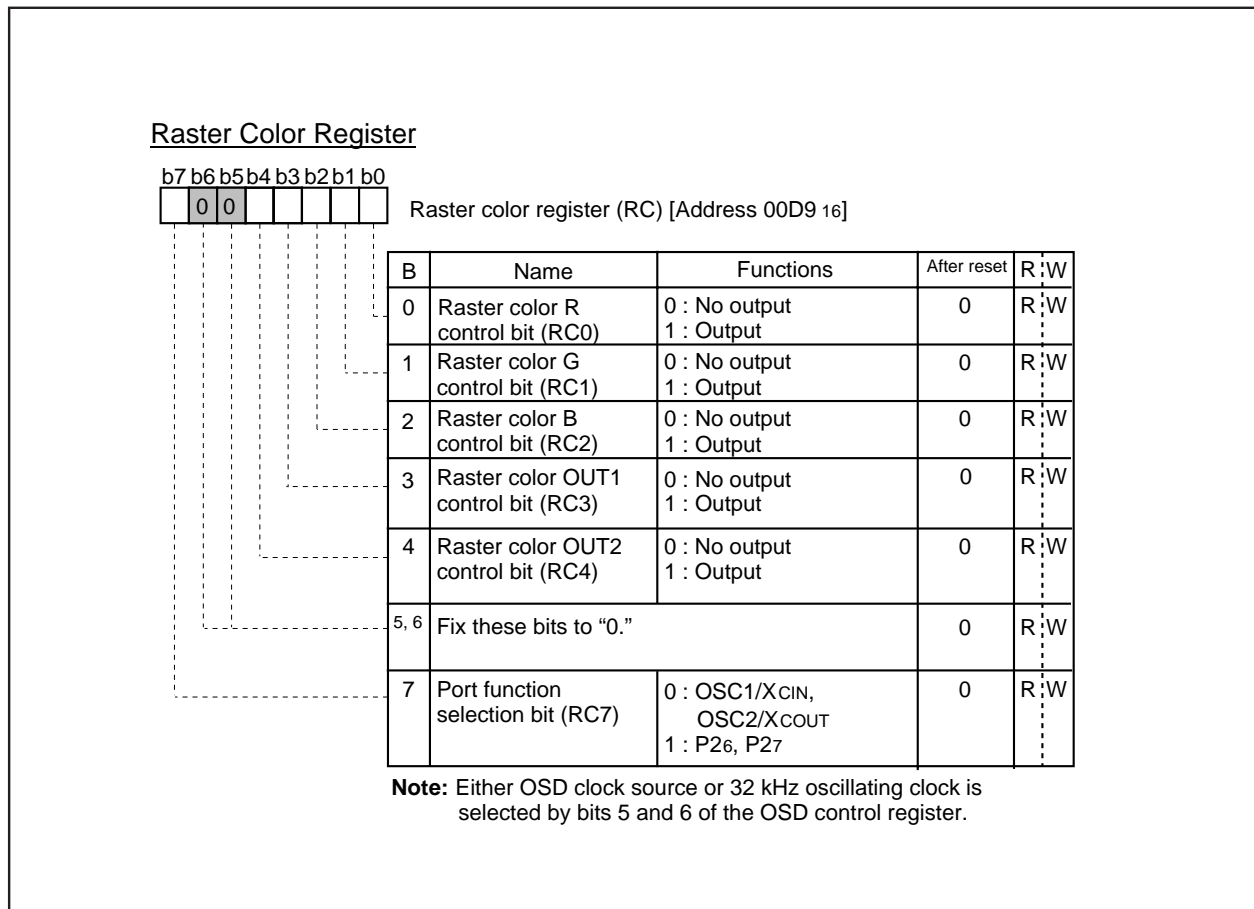 Raster Color Register
b7 b6 b5 b4 b3 b2 b1 b0
0 0
Raster color register (RC) [Address 00D9 16]
B Name Functions After reset R W
0 Raster color R control bit (RC0) 0 : No output 1 : Output 0 R W
1 Raster color G control bit (RC1) 0 : No output 1 : Output 0 R W
2 Raster color B control bit (RC2) 0 : No output 1 : Output 0 R W
3 Raster color OUT1 control bit (RC3) 0 : No output 1 : Output 0 R W
4 Raster color OUT2 control bit (RC4) 0 : No output 1 : Output 0 R W
5, 6 Fix these bits to “0.” 0 R W
7 Port function selection bit (RC7) 0 : OSC1/XCIN, OSC2/XCOUT 1 : P26, P27 0 R W
Note: Either OSD clock source or 32 kHz oscillating clock is
selected by bits 5 and 6 of the OSD control register.